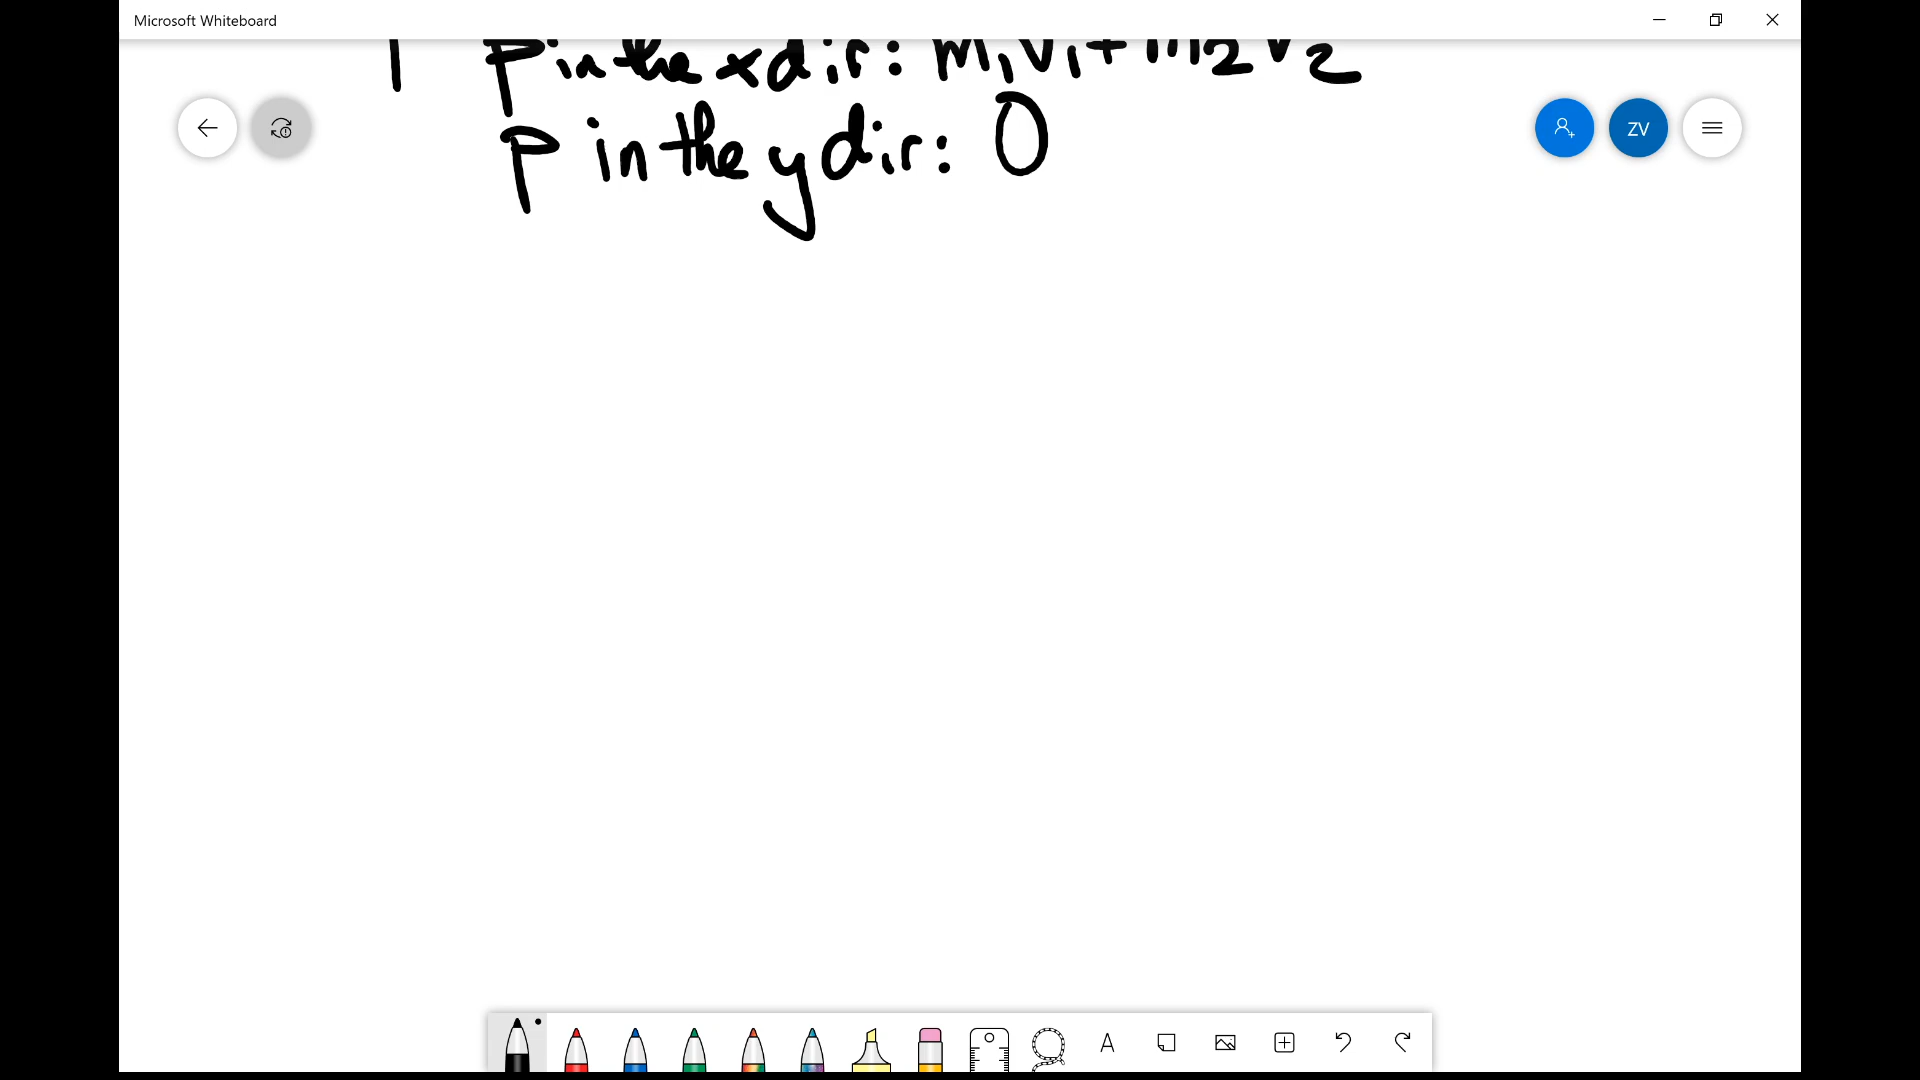 Microsoft Whiteboard
p in the x dir: m₁v₁ + m₂v₂
p in the y dir: 0
ZV
A